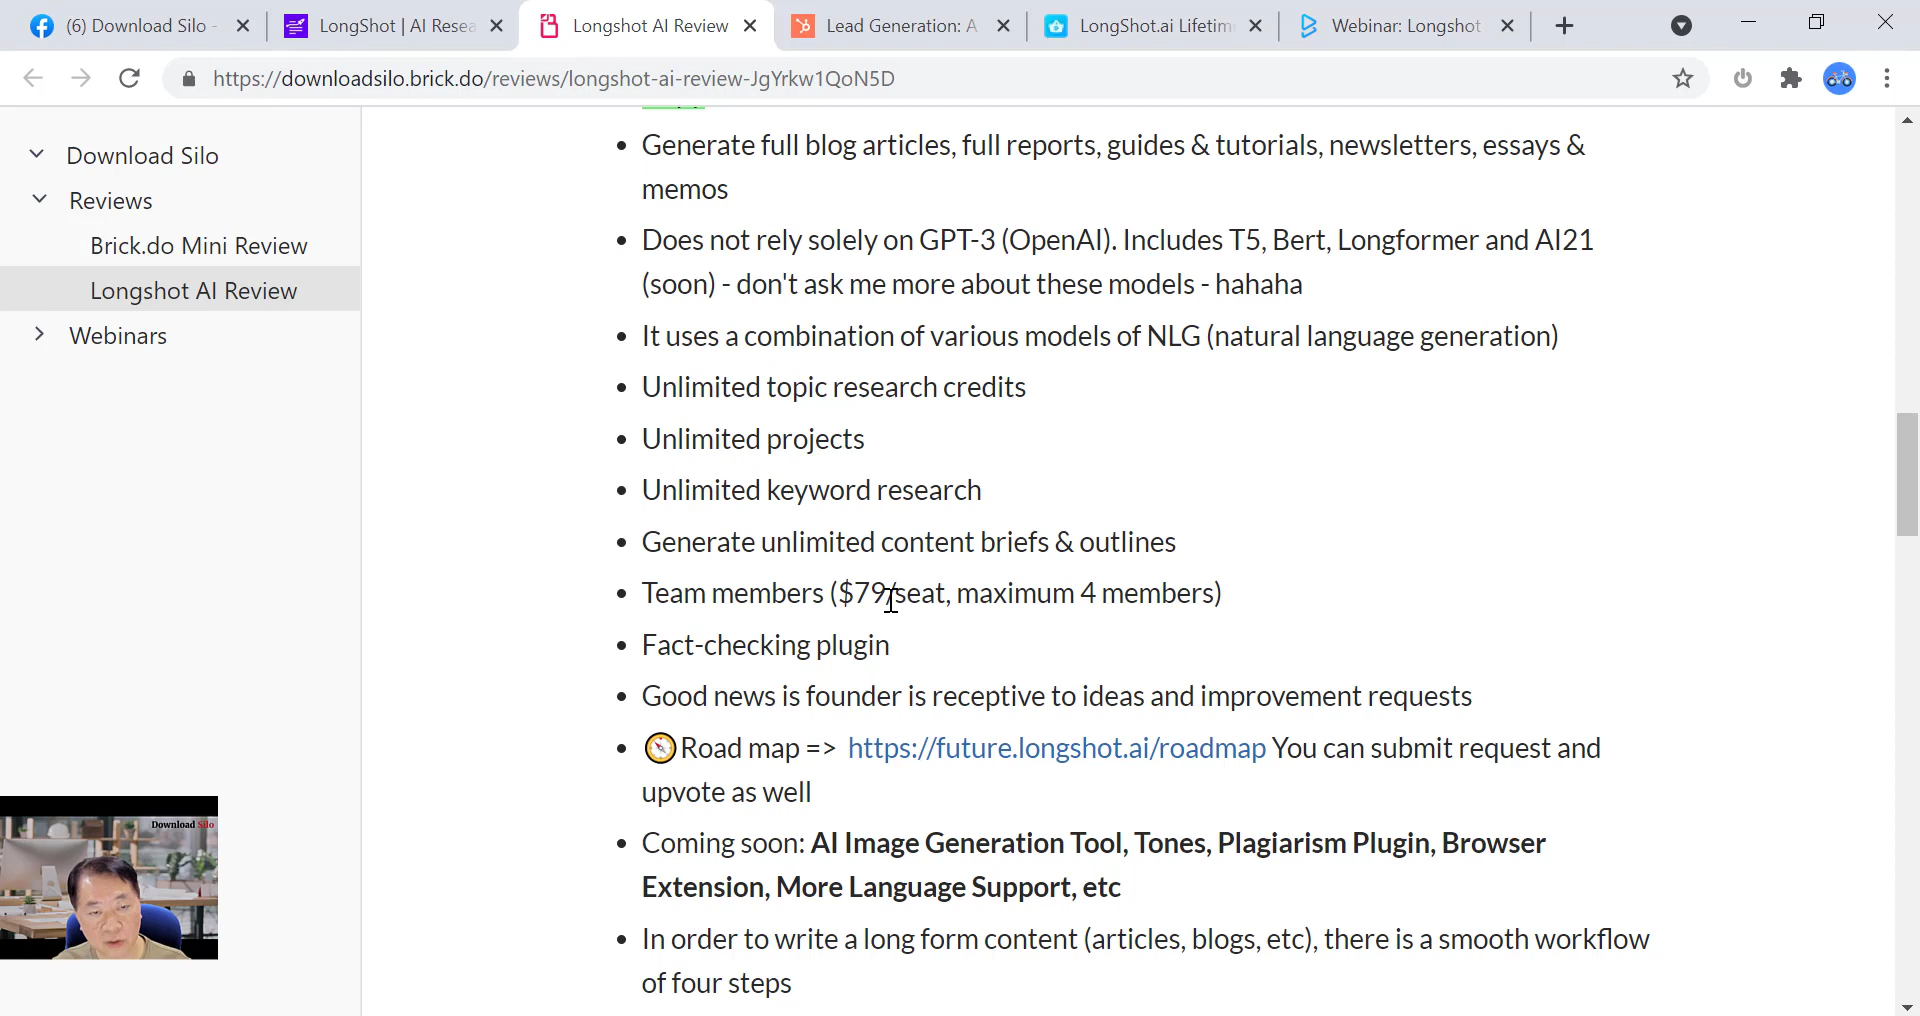 (6) Download Silo -
LongShot | AI Resea
Longshot AI Review
Lead Generation: A
LongShot.ai Lifetim
Webinar: Longshot
https://downloadsilo.brick.do/reviews/longshot-ai-review-JgYrkw1QoN5D
Download Silo
Reviews
Brick.do Mini Review
Longshot AI Review
Webinars
• Generate full blog articles, full reports, guides & tutorials, newsletters, essays &
memos
• Does not rely solely on GPT-3 (OpenAI). Includes T5, Bert, Longformer and AI21
(soon) - don't ask me more about these models - hahaha
• It uses a combination of various models of NLG (natural language generation)
• Unlimited topic research credits
• Unlimited projects
• Unlimited keyword research
• Generate unlimited content briefs & outlines
• Team members ($79/seat, maximum 4 members)
• Fact-checking plugin
• Good news is founder is receptive to ideas and improvement requests
• 🧭Road map => https://future.longshot.ai/roadmap You can submit request and
upvote as well
• Coming soon: AI Image Generation Tool, Tones, Plagiarism Plugin, Browser
Extension, More Language Support, etc
• In order to write a long form content (articles, blogs, etc), there is a smooth workflow
of four steps
Download Silo